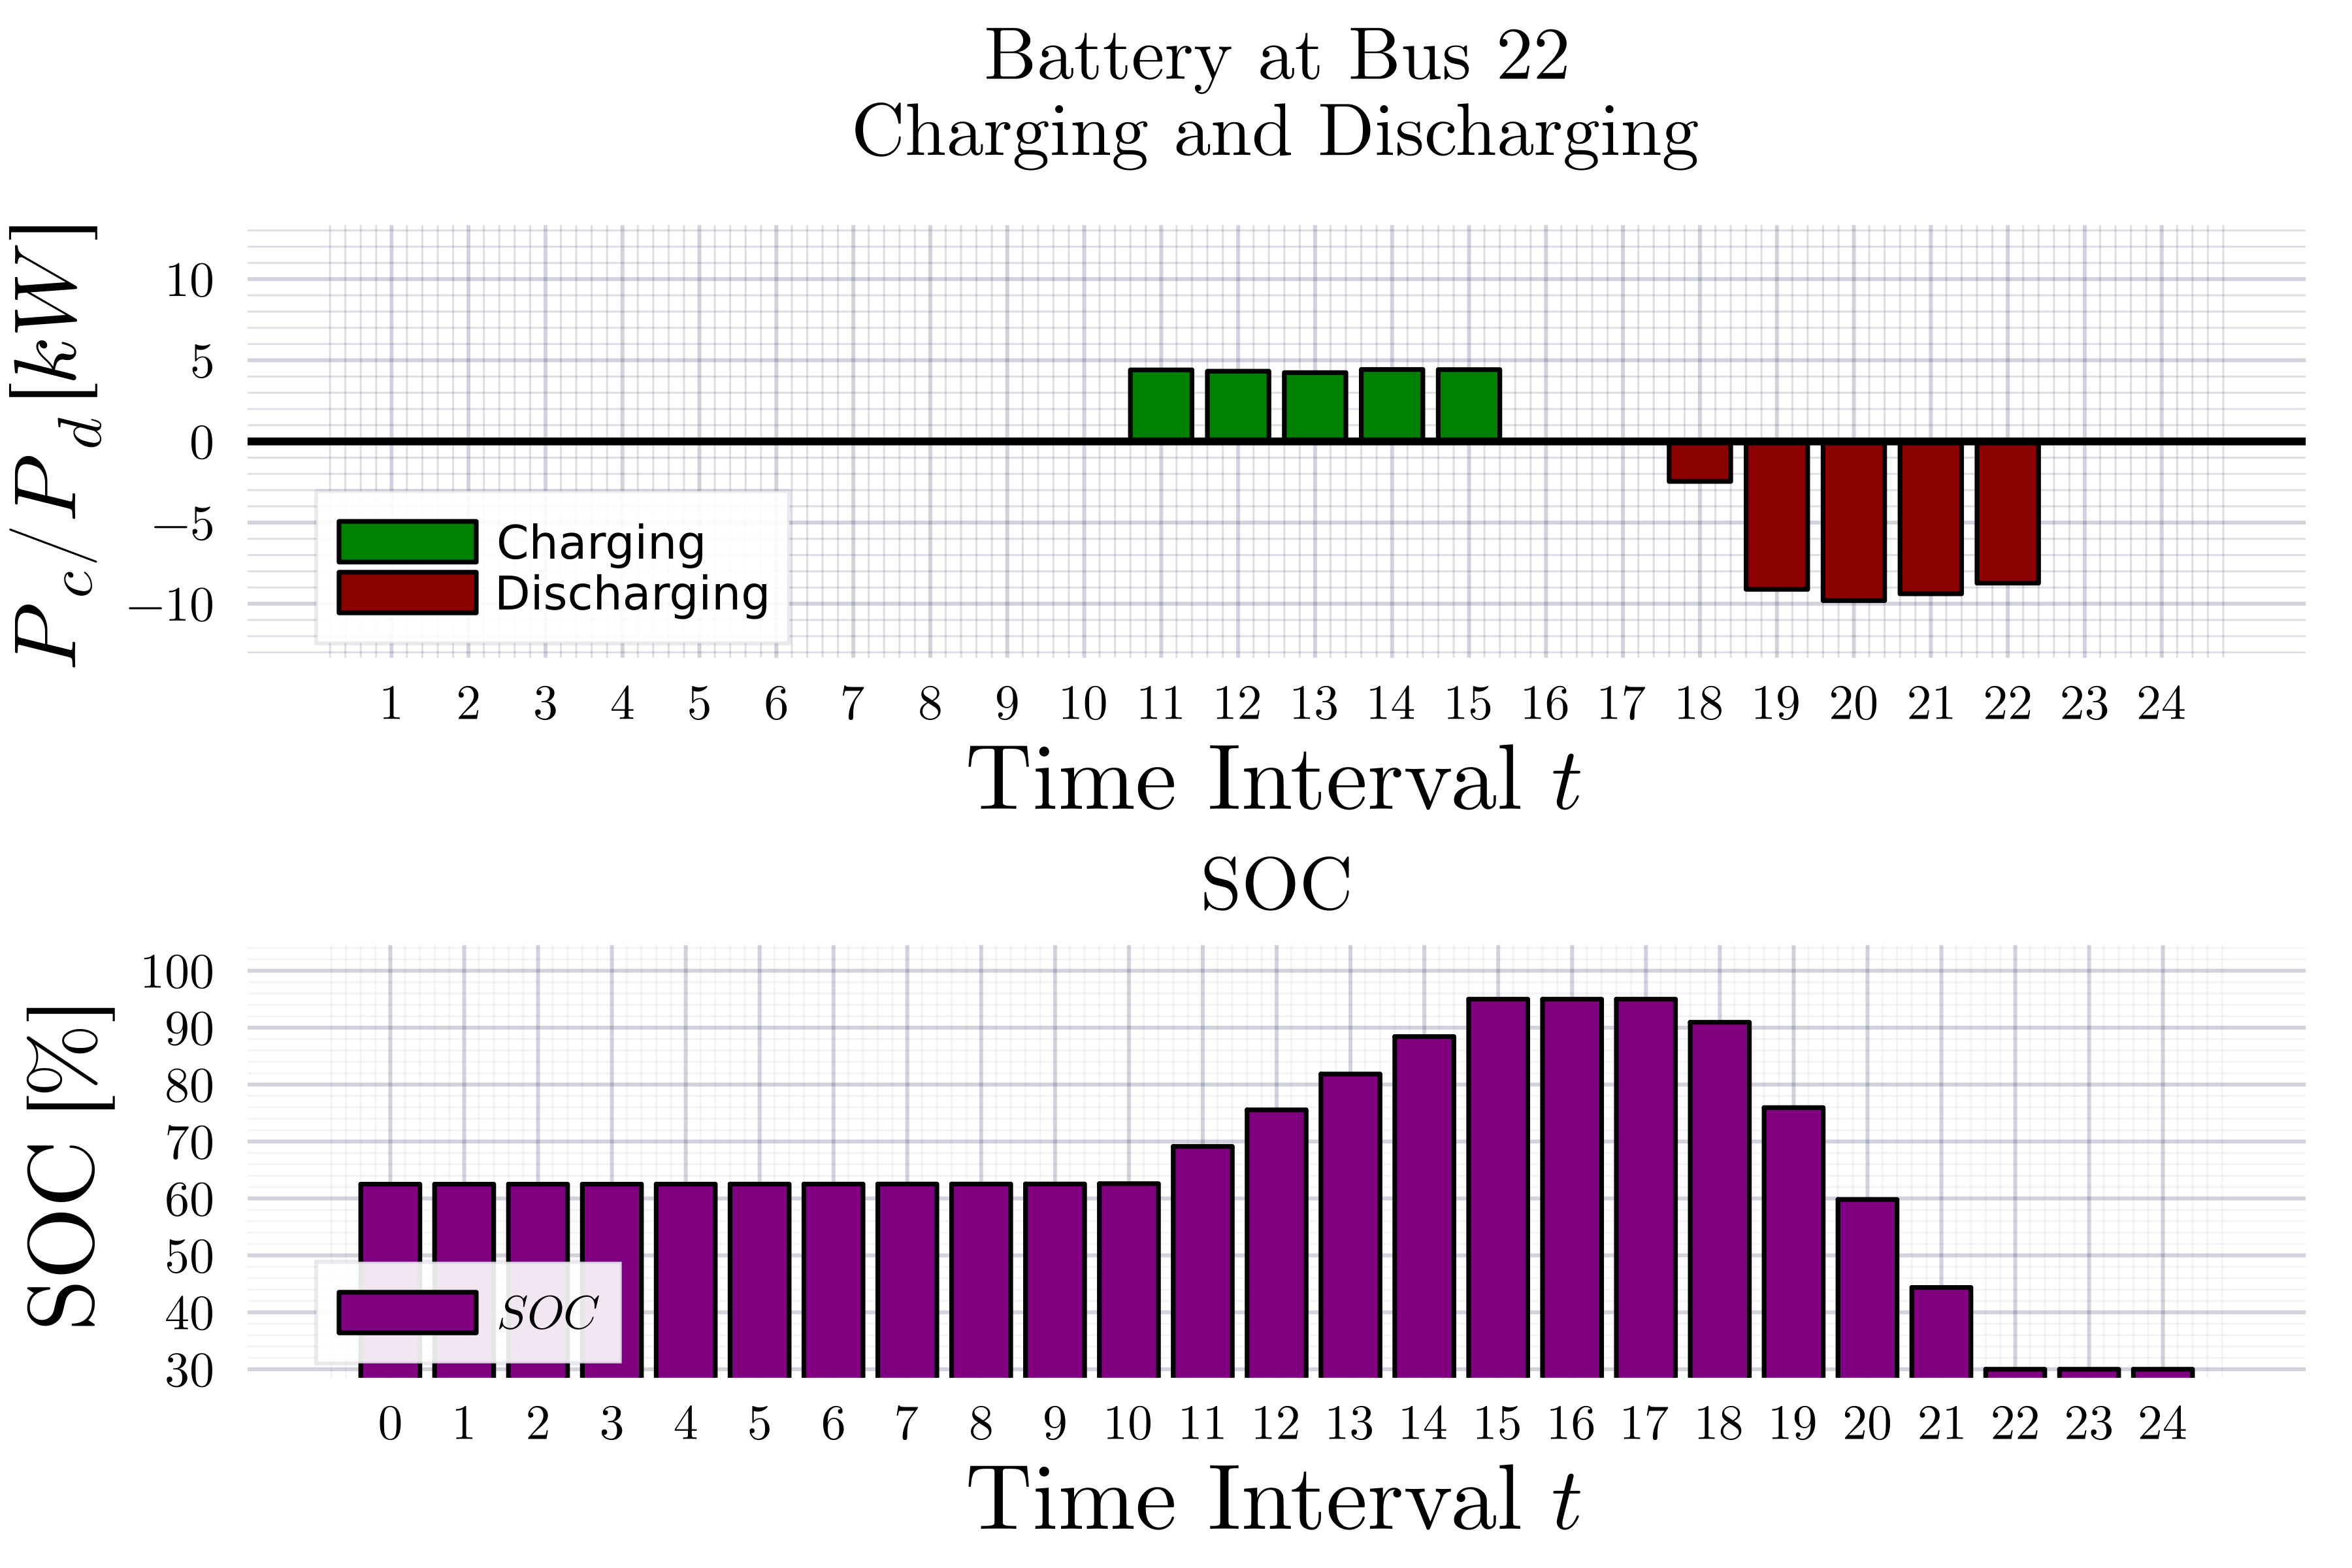 Battery at Bus 22
Charging and Discharging
P_c/P_d [kW]
10
5
0
−5
−10
Charging
Discharging
1 2 3 4 5 6 7 8 9 10 11 12 13 14 15 16 17 18 19 20 21 22 23 24
Time Interval t
SOC
SOC [%]
100
90
80
70
60
50
40
30
SOC
0 1 2 3 4 5 6 7 8 9 10 11 12 13 14 15 16 17 18 19 20 21 22 23 24
Time Interval t